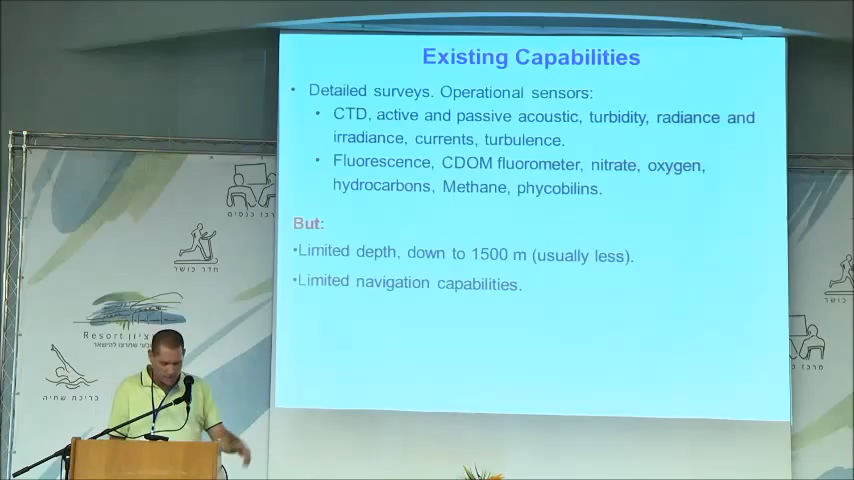 Existing Capabilities
• Detailed surveys. Operational sensors:
• CTD, active and passive acoustic, turbidity, radiance and
irradiance, currents, turbulence.
• Fluorescence, CDOM fluorometer, nitrate, oxygen,
hydrocarbons, Methane, phycobilins.
But:
•Limited depth, down to 1500 m (usually less).
•Limited navigation capabilities.
חדר כושר
Resort
בריכת שחיה